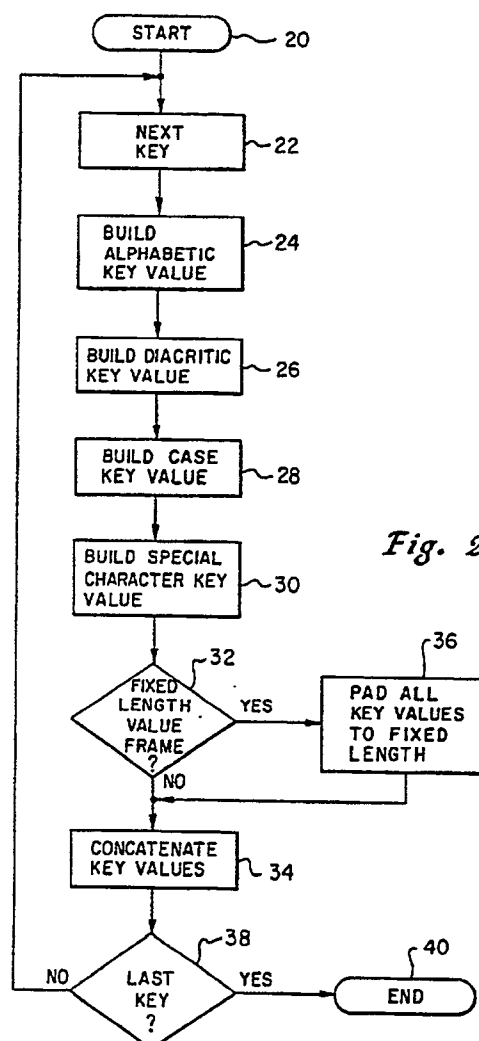 START
20
NEXT
KEY
22
BUILD
ALPHABETIC
KEY VALUE
24
BUILD DIACRITIC
KEY VALUE
26
BUILD CASE
KEY VALUE
28
BUILD SPECIAL
CHARACTER KEY
VALUE
30
Fig. 2
32
FIXED
LENGTH
VALUE
FRAME
?
YES
NO
36
PAD ALL
KEY VALUES
TO FIXED
LENGTH
CONCATENATE
KEY VALUES
34
38
NO
LAST
KEY
?
YES
40
END